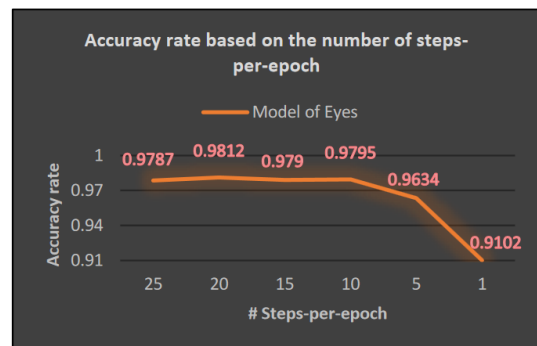 Accuracy rate based on the number of steps-
per-epoch
Model of Eyes
Accuracy rate
1
0.97
0.94
0.91
0.9787
0.9812
0.979
0.9795
0.9634
0.9102
25 20 15 10 5 1
# Steps-per-epoch